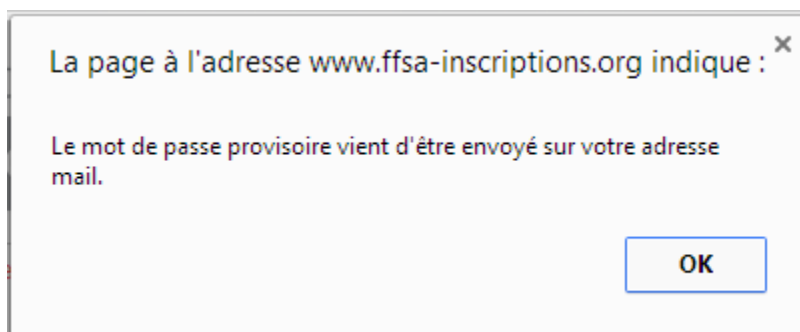 La page à l'adresse www.ffsa-inscriptions.org indique :
Le mot de passe provisoire vient d'être envoyé sur votre adresse
mail.
OK